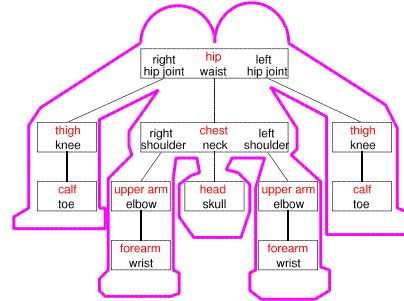 right hip left
hip joint waist hip joint
thigh right chest left thigh
knee shoulder neck shoulder knee
calf upper arm head upper arm calf
toe elbow skull elbow toe
forearm forearm
wrist wrist